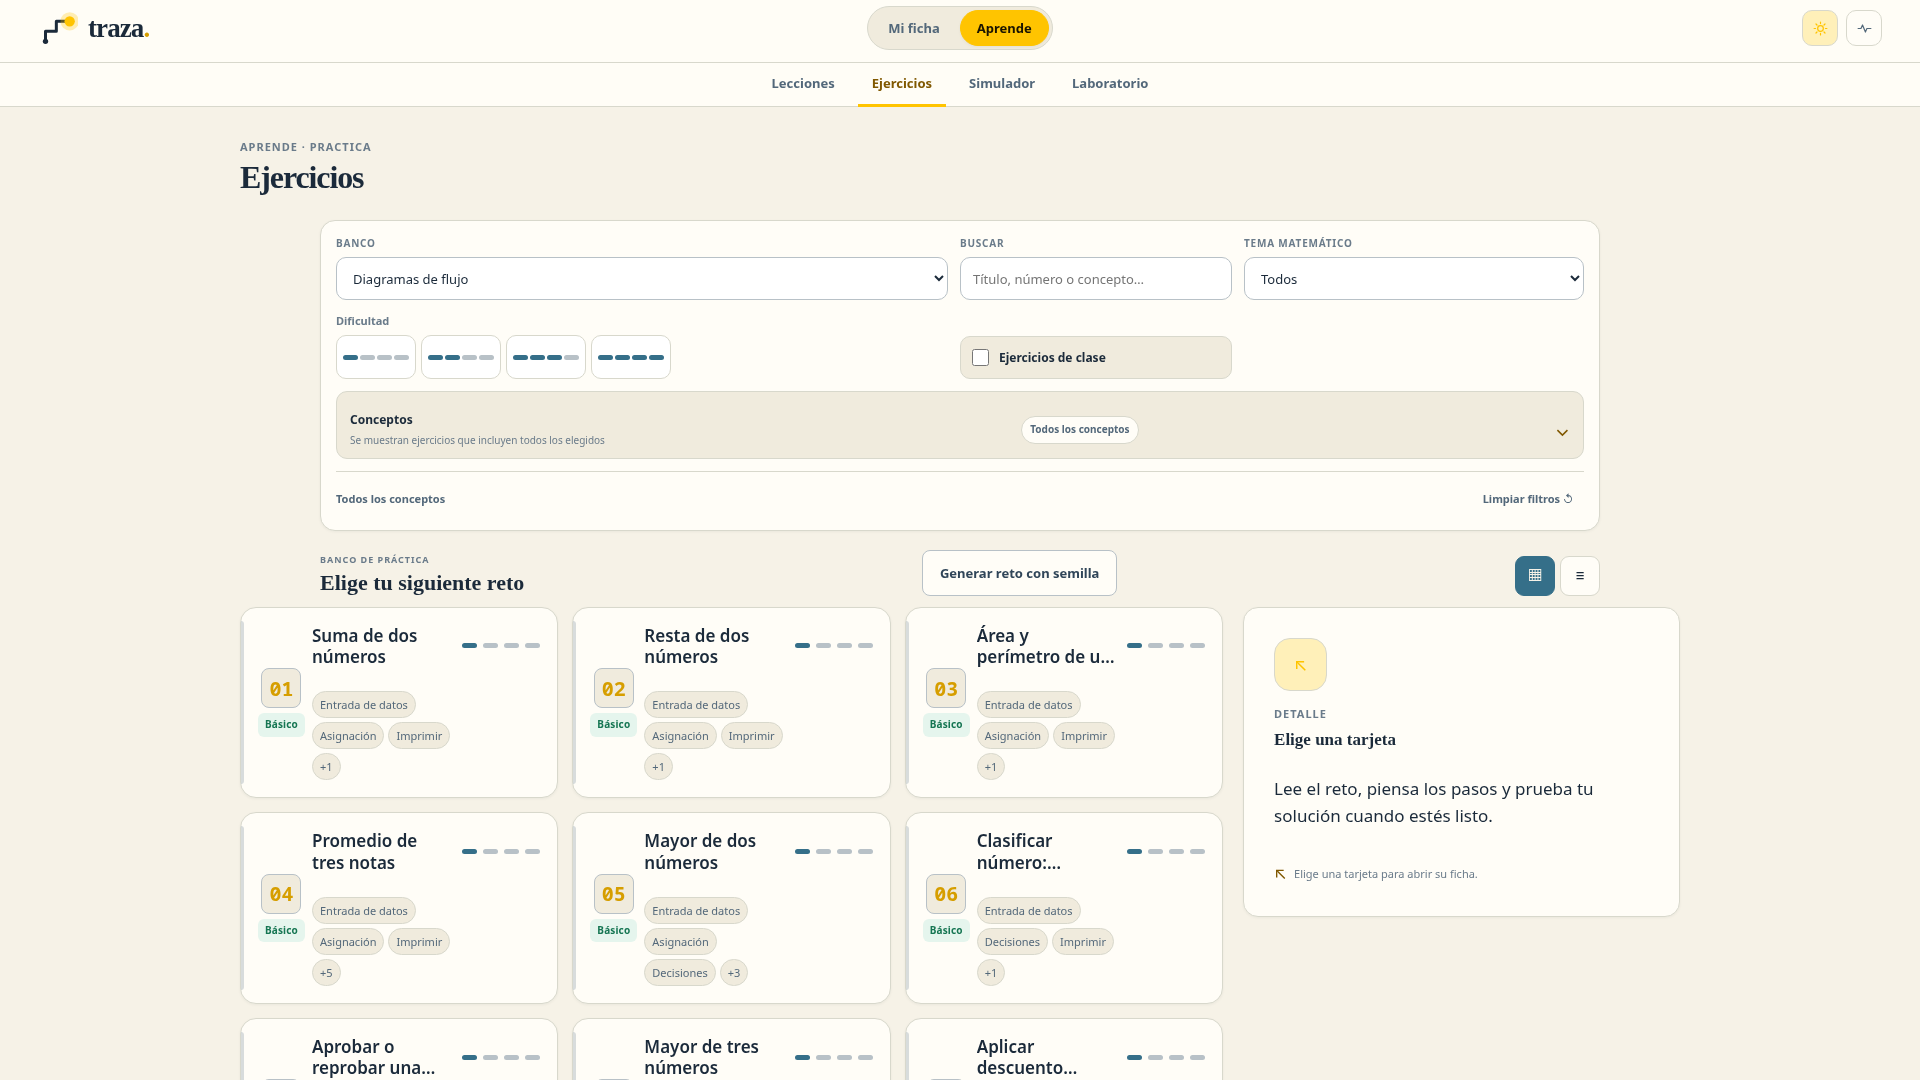 traza.
Mi ficha
Aprende
Lecciones
Ejercicios
Simulador
Laboratorio
APRENDE · PRACTICA
Ejercicios
BANCO
BUSCAR
TEMA MATEMÁTICO
Diagramas de flujo
Título, número o concepto...
Todos
Dificultad
Ejercicios de clase
Conceptos
Se muestran ejercicios que incluyen todos los elegidos
Todos los conceptos
Todos los conceptos
Limpiar filtros
BANCO DE PRÁCTICA
Elige tu siguiente reto
Generar reto con semilla
Suma de dos
números
01
Básico
Entrada de datos
Asignación
Imprimir
+1
Resta de dos
números
02
Básico
Entrada de datos
Asignación
Imprimir
+1
Área y
perímetro de u...
03
Básico
Entrada de datos
Asignación
Imprimir
+1
DETALLE
Elige una tarjeta
Lee el reto, piensa los pasos y prueba tu
solución cuando estés listo.
Elige una tarjeta para abrir su ficha.
Promedio de
tres notas
04
Básico
Entrada de datos
Asignación
Imprimir
+5
Mayor de dos
números
05
Básico
Entrada de datos
Asignación
Decisiones
+3
Clasificar
número:...
06
Básico
Entrada de datos
Decisiones
Imprimir
+1
Aprobar o
reprobar una...
Mayor de tres
números
Aplicar
descuento...